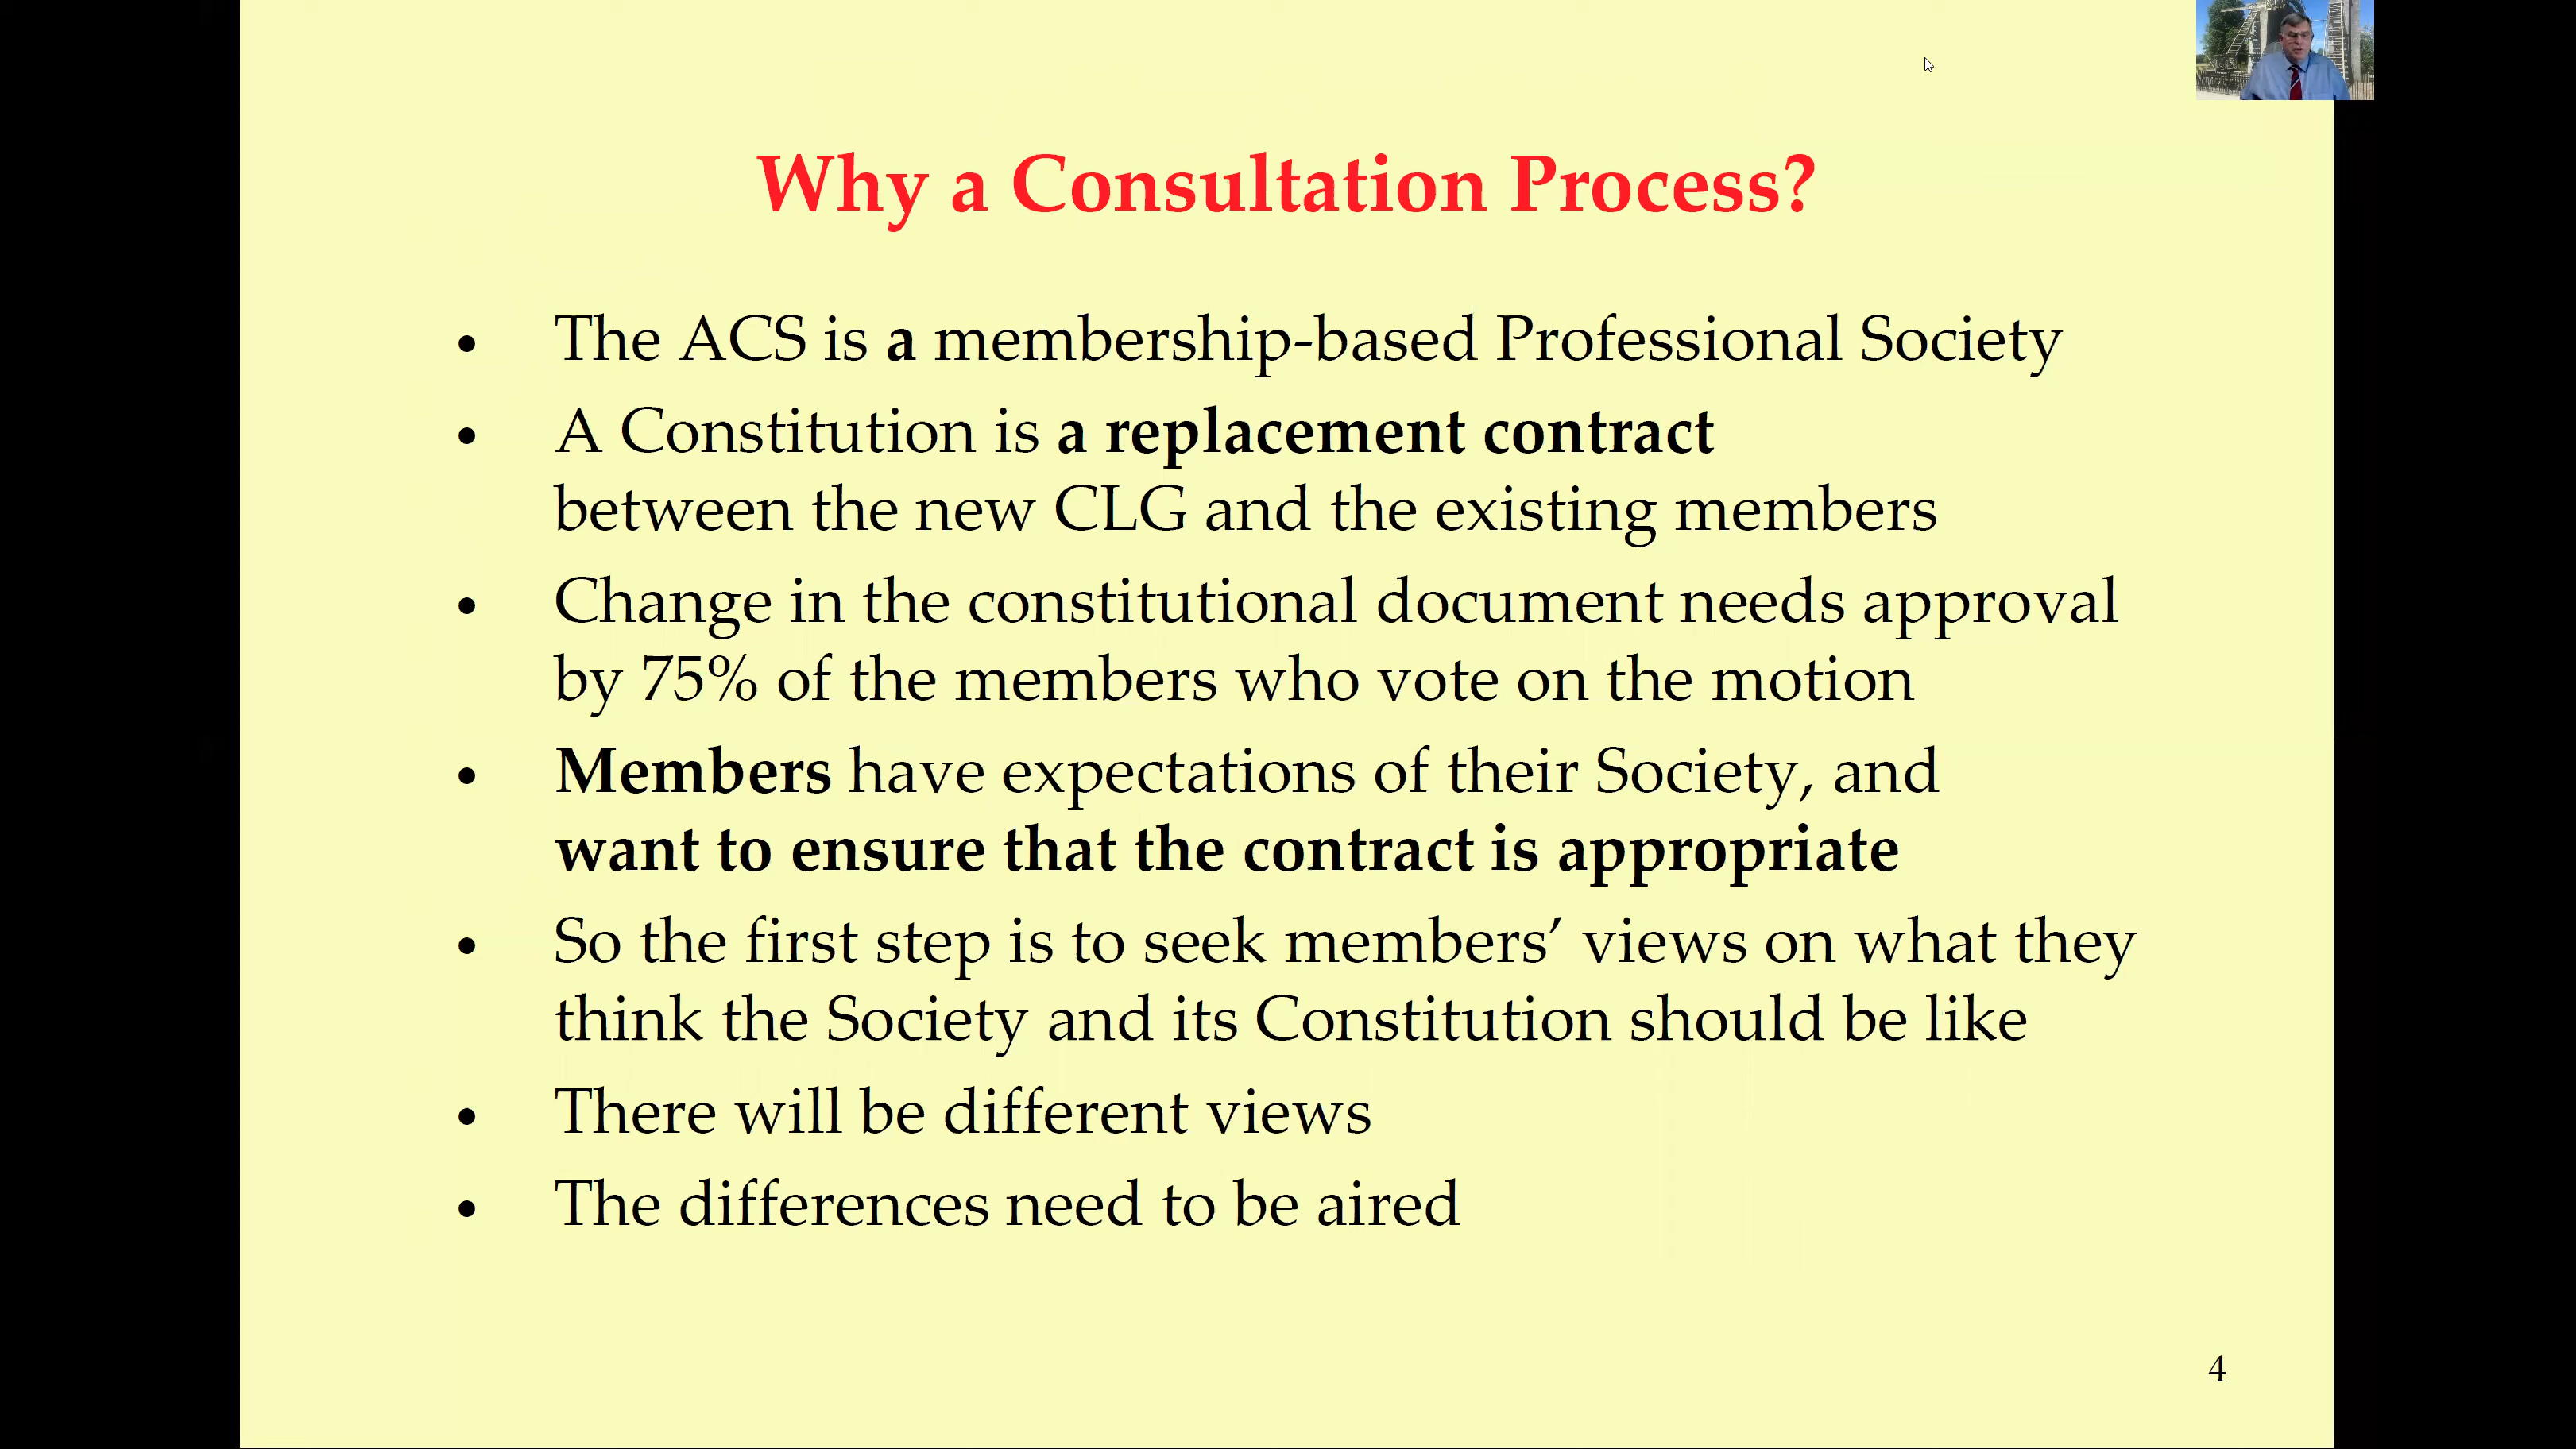 Why a Consultation Process?
• The ACS is a membership-based Professional Society
• A Constitution is a replacement contract
between the new CLG and the existing members
• Change in the constitutional document needs approval
by 75% of the members who vote on the motion
• Members have expectations of their Society, and
want to ensure that the contract is appropriate
• So the first step is to seek members’ views on what they
think the Society and its Constitution should be like
• There will be different views
• The differences need to be aired
4